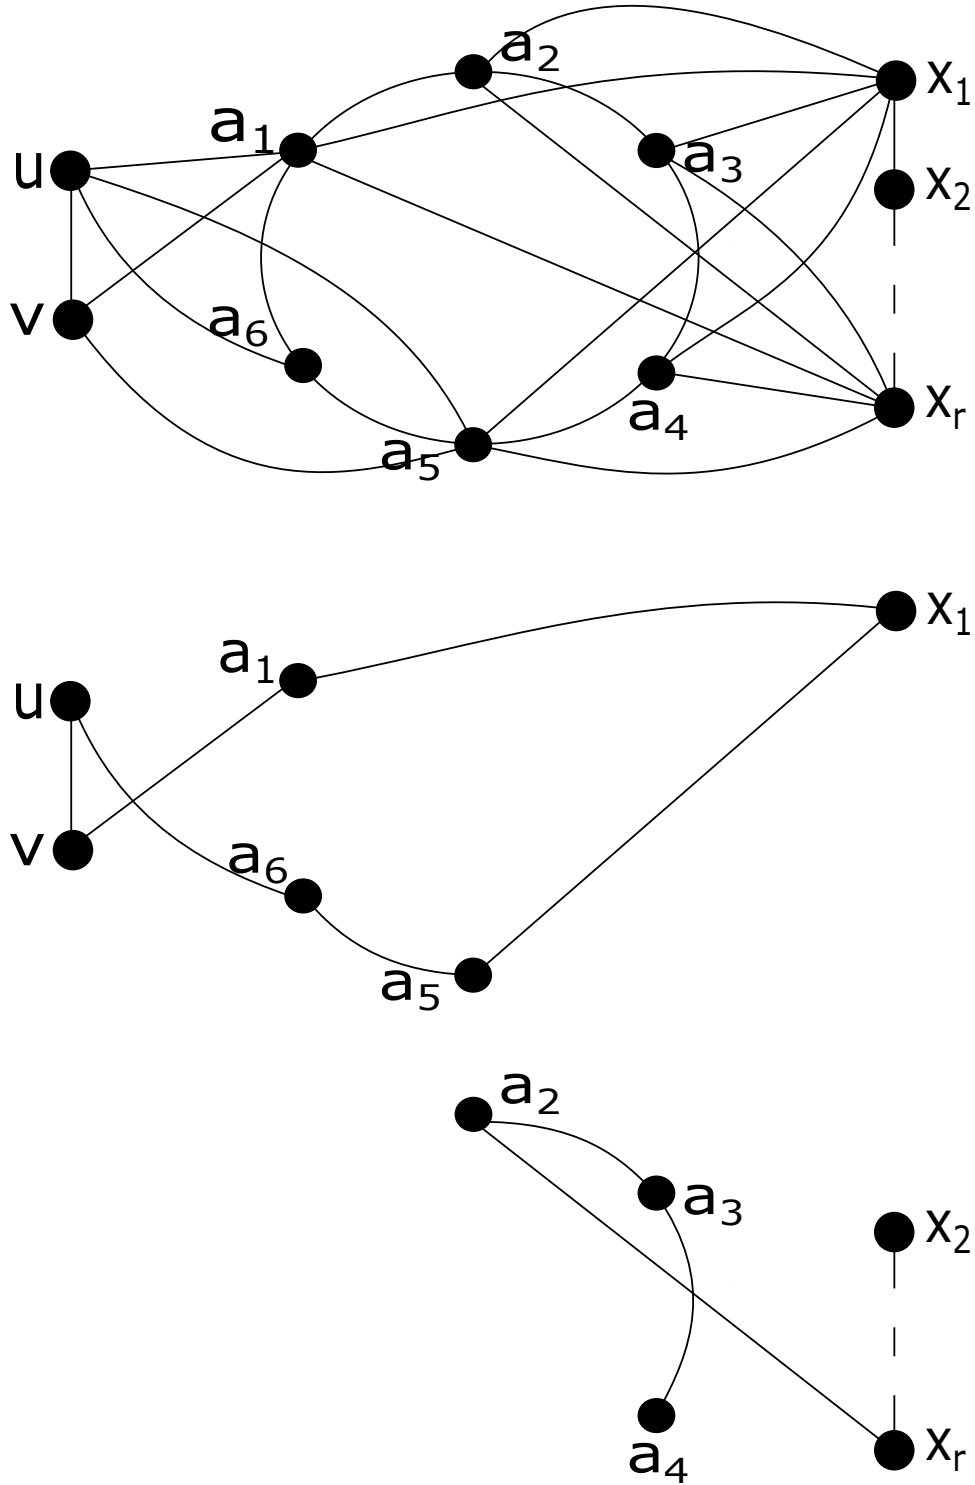 a₂
x₁
a₁
u
a₃
x₂
v
a₆
xᵣ
a₄
a₅
x₁
a₁
u
v
a₆
a₅
a₂
a₃
x₂
xᵣ
a₄